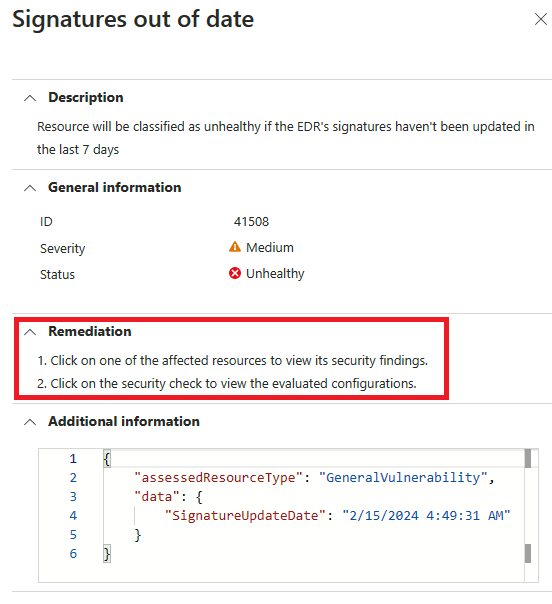 Signatures out of date
Description
Resource will be classified as unhealthy if the EDR's signatures haven't been updated in
the last 7 days
General information
ID 41508
Severity Medium
Status Unhealthy
Remediation
1. Click on one of the affected resources to view its security findings.
2. Click on the security check to view the evaluated configurations.
Additional information
1 {
2 "assessedResourceType": "GeneralVulnerability",
3 "data": {
4 "SignatureUpdateDate": "2/15/2024 4:49:31 AM"
5 }
6 }